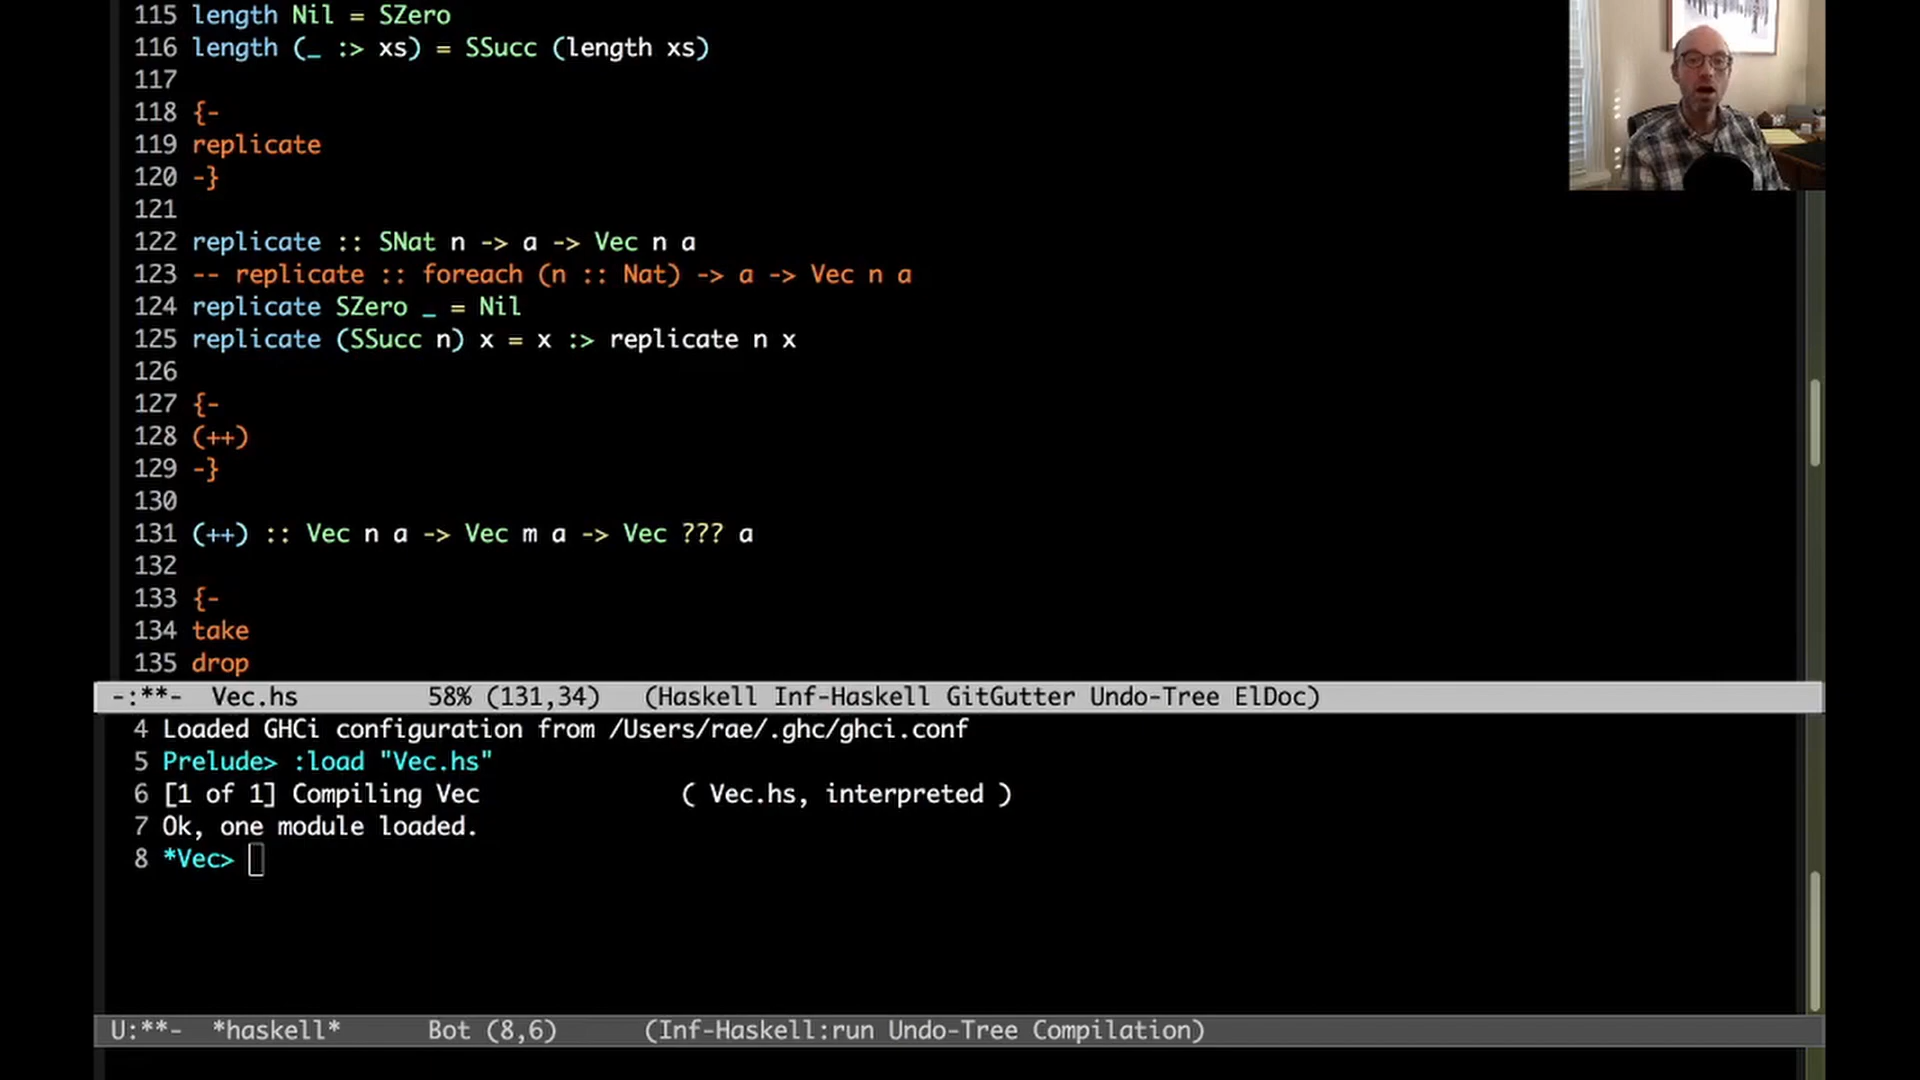 115 length Nil = SZero
116 length (_ :> xs) = SSucc (length xs)
117
118 {-
119 replicate
120 -}
121
122 replicate :: SNat n -> a -> Vec n a
123 -- replicate :: foreach (n :: Nat) -> a -> Vec n a
124 replicate SZero _ = Nil
125 replicate (SSucc n) x = x :> replicate n x
126
127 {-
128 (++)
129 -}
130
131 (++) :: Vec n a -> Vec m a -> Vec ??? a
132
133 {-
134 take
135 drop
-:**-  Vec.hs         58% (131,34)   (Haskell Inf-Haskell GitGutter Undo-Tree ElDoc)
4 Loaded GHCi configuration from /Users/rae/.ghc/ghci.conf
5 Prelude> :load "Vec.hs"
6 [1 of 1] Compiling Vec              ( Vec.hs, interpreted )
7 Ok, one module loaded.
8 *Vec>
U:**-  *haskell*      Bot (8,6)      (Inf-Haskell:run Undo-Tree Compilation)